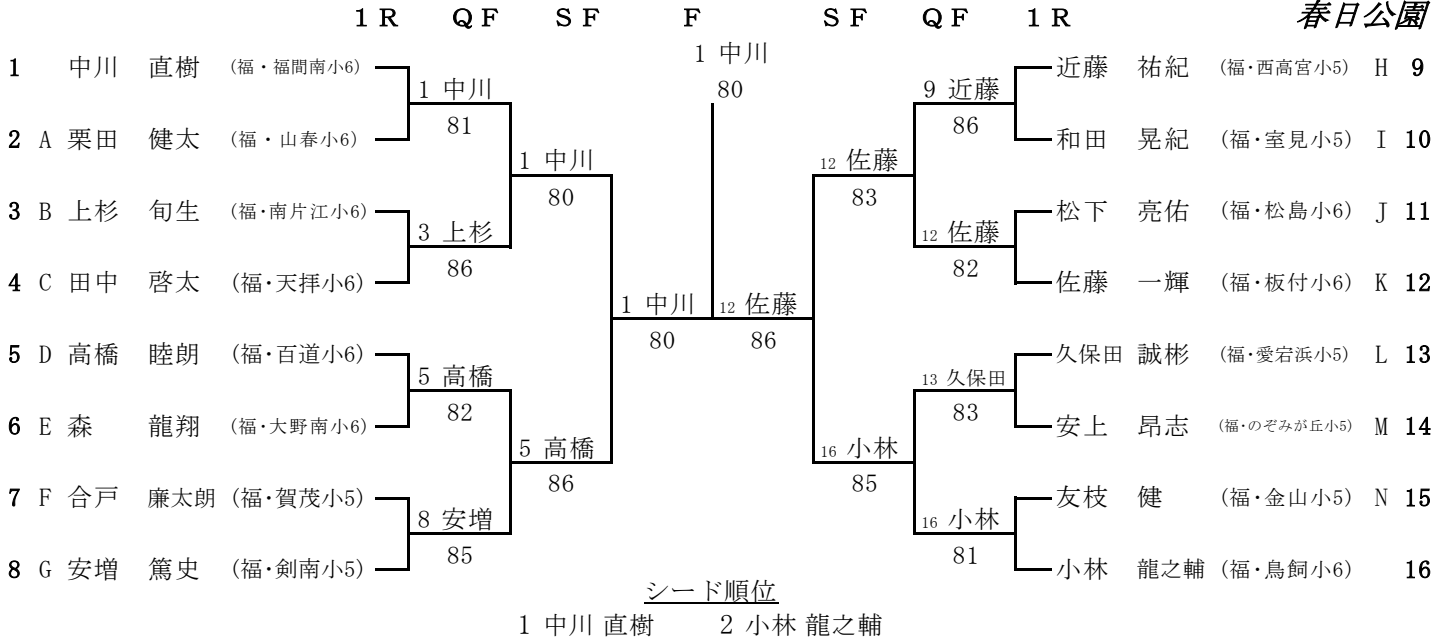 1R QF SF F SF QF 1R 春日公園
1 中川
80
1 中川 直樹 (福・福間南小6)
2 A 栗田 健太 (福・山春小6)
3 B 上杉 旬生 (福・南片江小6)
4 C 田中 啓太 (福・天拝小6)
5 D 高橋 睦朗 (福・百道小6)
6 E 森 龍翔 (福・大野南小6)
7 F 合戸 廉太朗 (福・賀茂小5)
8 G 安増 篤史 (福・剣南小5)
1 中川
81
3 上杉
86
5 高橋
82
8 安増
85
1 中川
80
5 高橋
86
1 中川
80
12 佐藤
86
12 佐藤
83
16 小林
85
9 近藤
86
12 佐藤
82
13 久保田
83
16 小林
81
近藤 祐紀 (福・西高宮小5) H 9
和田 晃紀 (福・室見小5) I 10
松下 亮佑 (福・松島小6) J 11
佐藤 一輝 (福・板付小6) K 12
久保田 誠彬 (福・愛宕浜小5) L 13
安上 昂志 (福・のぞみが丘小5) M 14
友枝 健 (福・金山小5) N 15
小林 龍之輔 (福・鳥飼小6) 16
シード順位
1 中川 直樹 2 小林 龍之輔